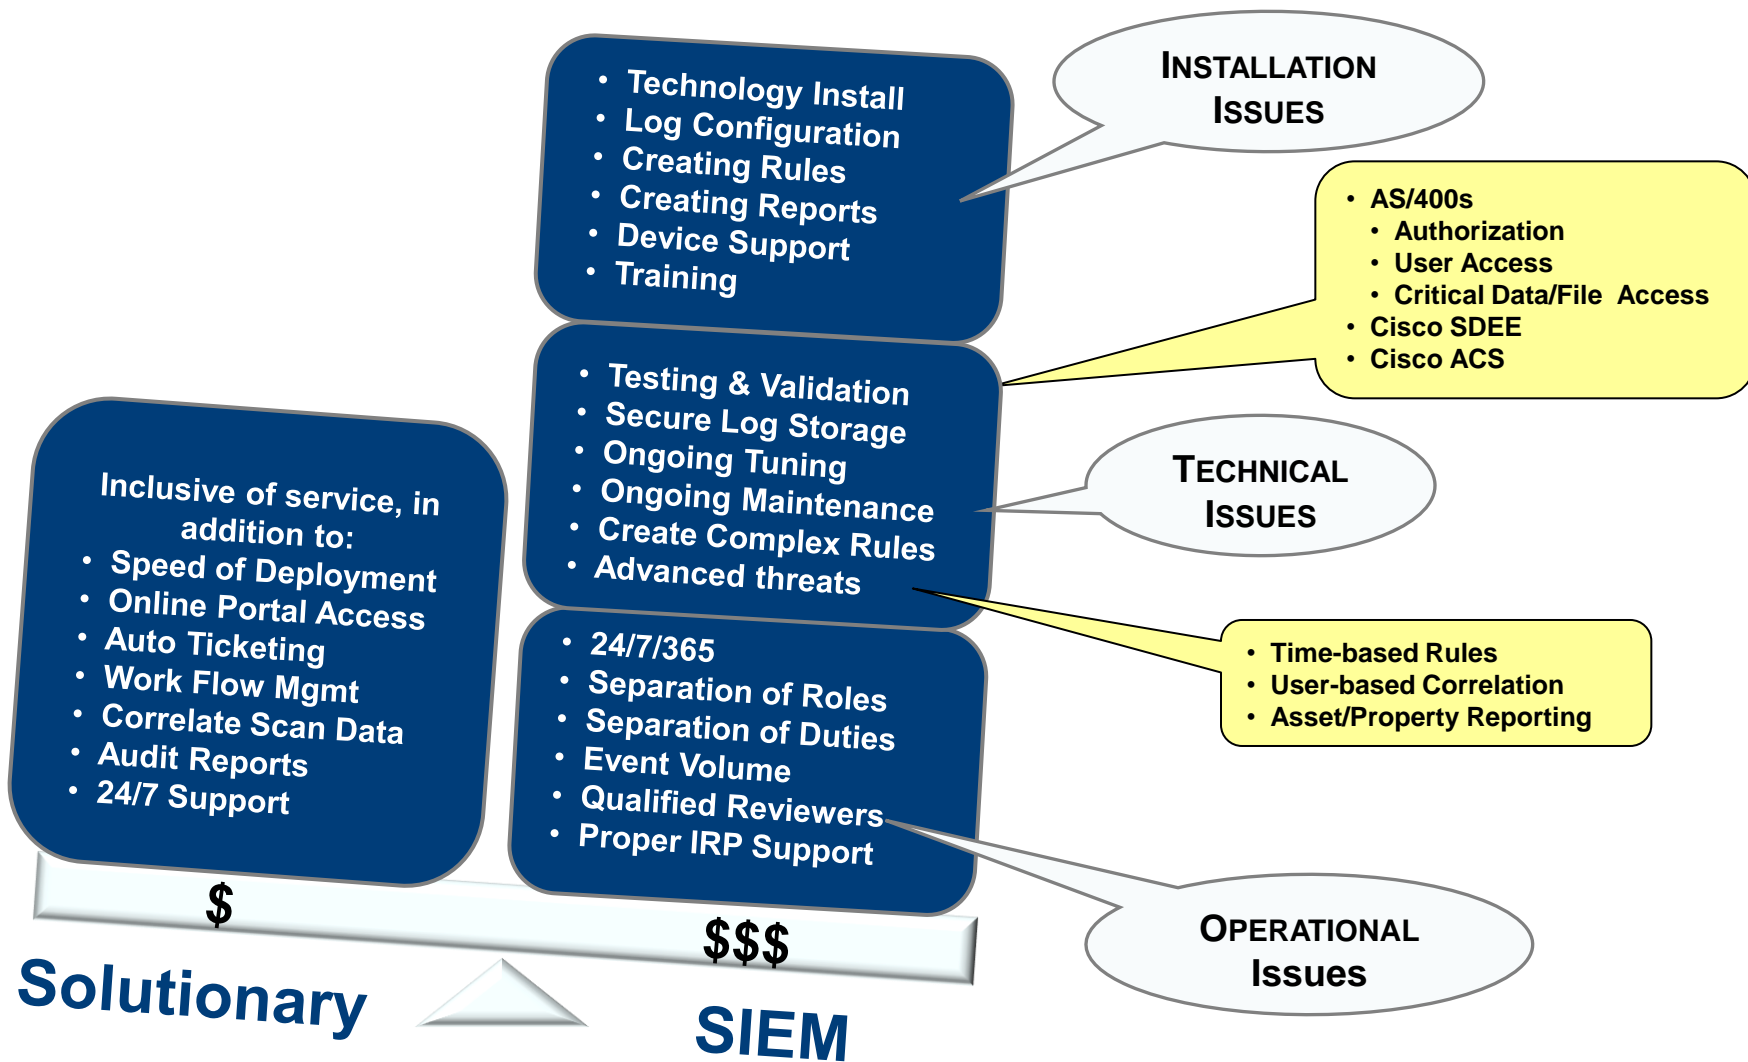 • Technology Install
• Log Configuration
• Creating Rules
• Creating Reports
• Device Support
• Training
INSTALLATION
ISSUES
• AS/400s
• Authorization
• User Access
• Critical Data/File Access
• Cisco SDEE
• Cisco ACS
• Testing & Validation
• Secure Log Storage
• Ongoing Tuning
• Ongoing Maintenance
• Create Complex Rules
• Advanced threats
TECHNICAL
ISSUES
• Time-based Rules
• User-based Correlation
• Asset/Property Reporting
Inclusive of service, in
addition to:
• Speed of Deployment
• Online Portal Access
• Auto Ticketing
• Work Flow Mgmt
• Correlate Scan Data
• Audit Reports
• 24/7 Support
• 24/7/365
• Separation of Roles
• Separation of Duties
• Event Volume
• Qualified Reviewers
• Proper IRP Support
OPERATIONAL
Issues
$
$$$
Solutionary
SIEM